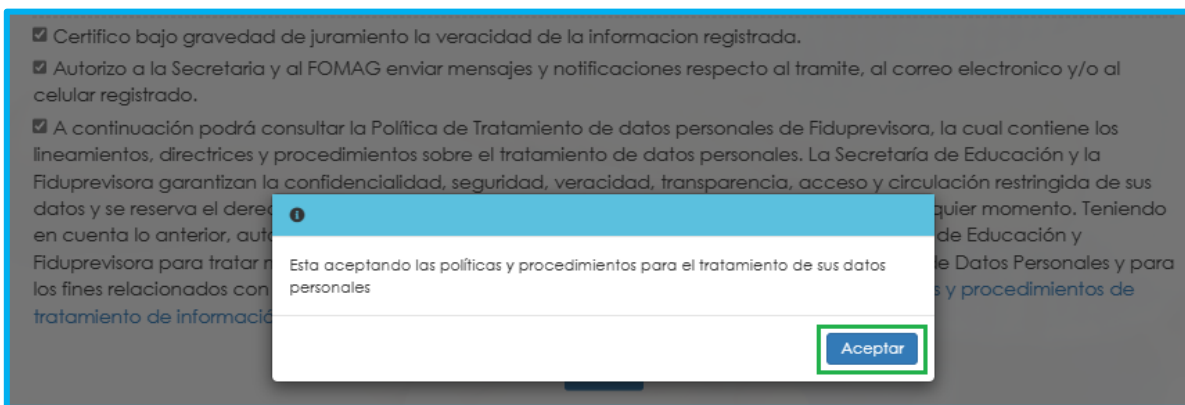 Certifico bajo gravedad de juramento la veracidad de la informacion registrada.
Autorizo a la Secretaria y al FOMAG enviar mensajes y notificaciones respecto al tramite, al correo electronico y/o al
celular registrado.
A continuación podrá consultar la Política de Tratamiento de datos personales de Fiduprevisora, la cual contiene los
lineamientos, directrices y procedimientos sobre el tratamiento de datos personales. La Secretaría de Educación y la
Fiduprevisora garantizan la confidencialidad, seguridad, veracidad, transparencia, acceso y circulación restringida de sus
datos y se reserva el momento. Teniendo
en cuenta lo anterior, de Educación y
Fiduprevisora para tratar de Datos Personales y para
los fines relacionados con y procedimientos de
tratamiento de
Esta aceptando las políticas y procedimientos para el tratamiento de sus datos
personales
Aceptar